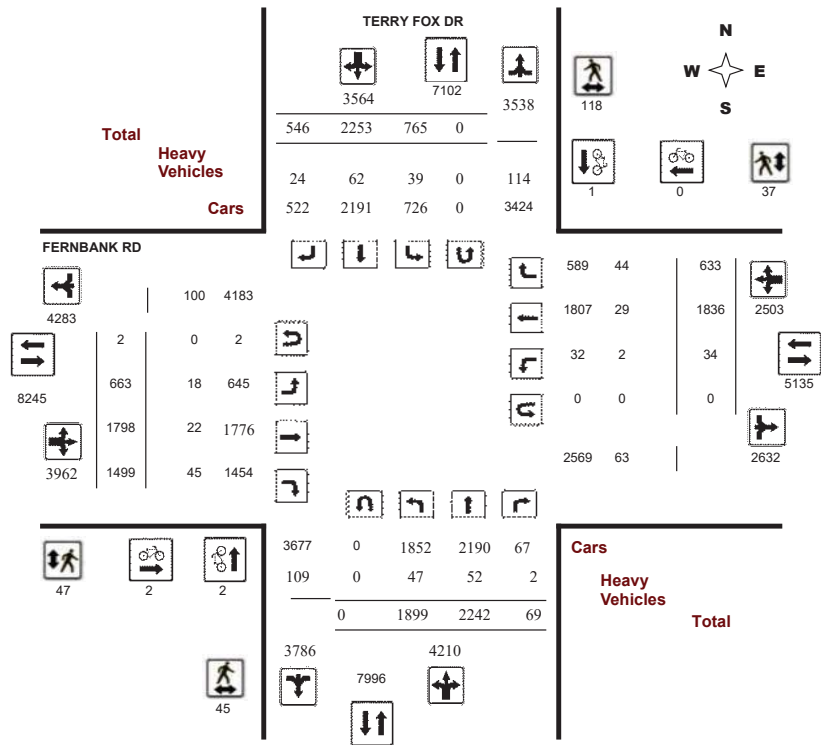 TERRY FOX DR
N
W E
S
3564 7102 3538 118
Total 546 2253 765 0
Heavy
Vehicles
24 62 39 0 114
1 0 37
Cars 522 2191 726 0 3424
FERNBANK RD
4283 100 4183
2 0 2
8245 663 18 645
1798 22 1776
3962 1499 45 1454
589 44 633
1807 29 1836 2503
32 2 34
5135
0 0 0
2569 63 2632
47 2 2
3677 0 1852 2190 67 Cars
109 0 47 52 2 Heavy
Vehicles
0 1899 2242 69 Total
3786 7996 4210
45